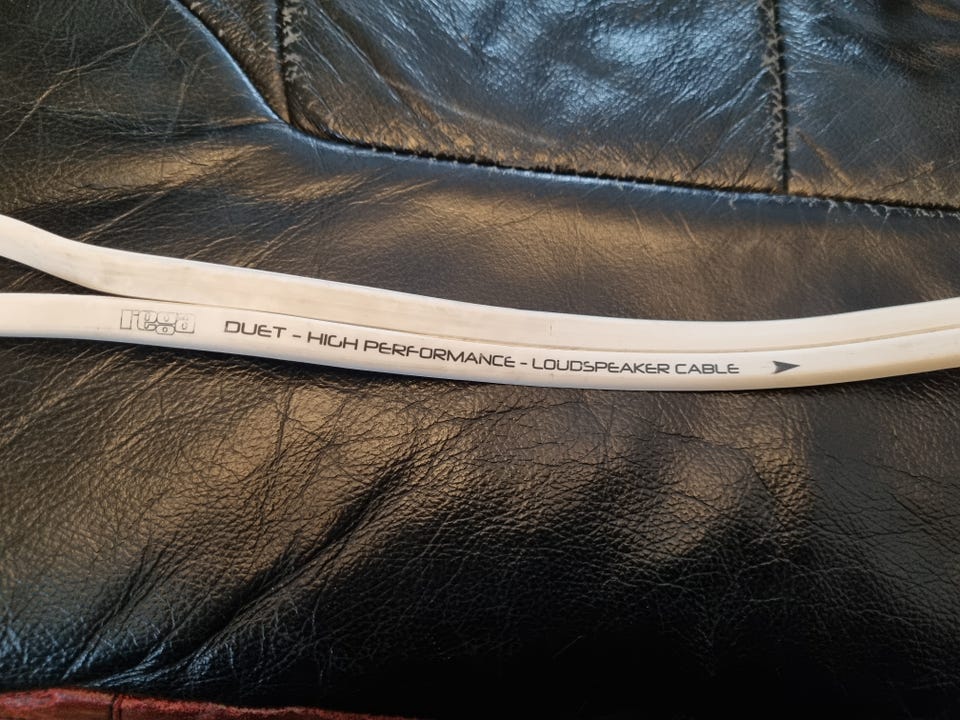 rega DUET - HIGH PERFORMANCE - LOUDSPEAKER CABLE